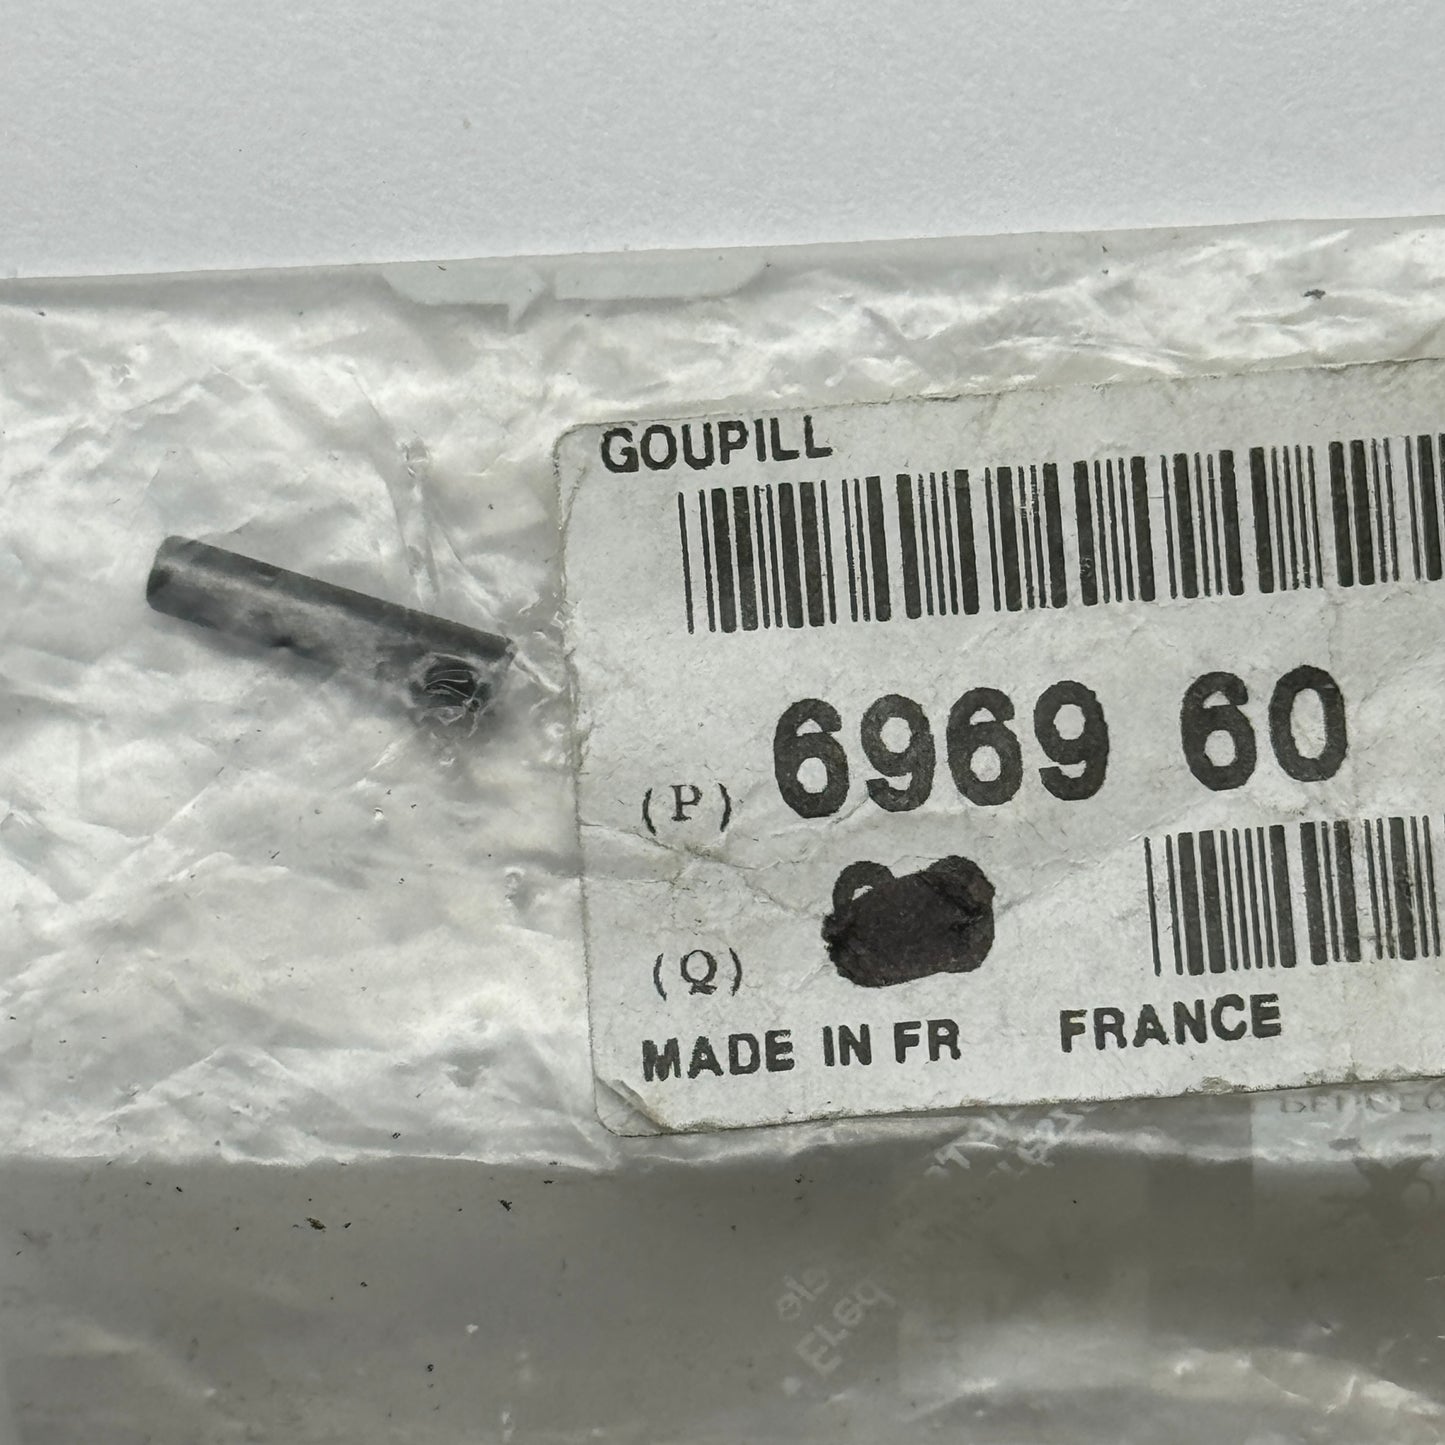 GOUPILL
(P) 6969 60
(Q)
MADE IN FR FRANCE